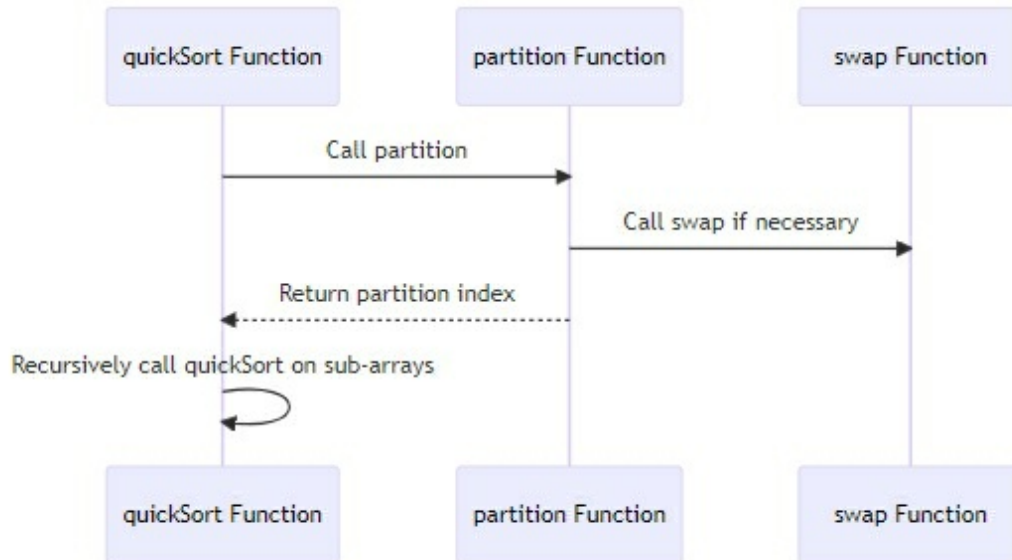 quickSort Function
partition Function
swap Function
Call partition
Call swap if necessary
Return partition index
Recursively call quickSort on sub-arrays
quickSort Function
partition Function
swap Function